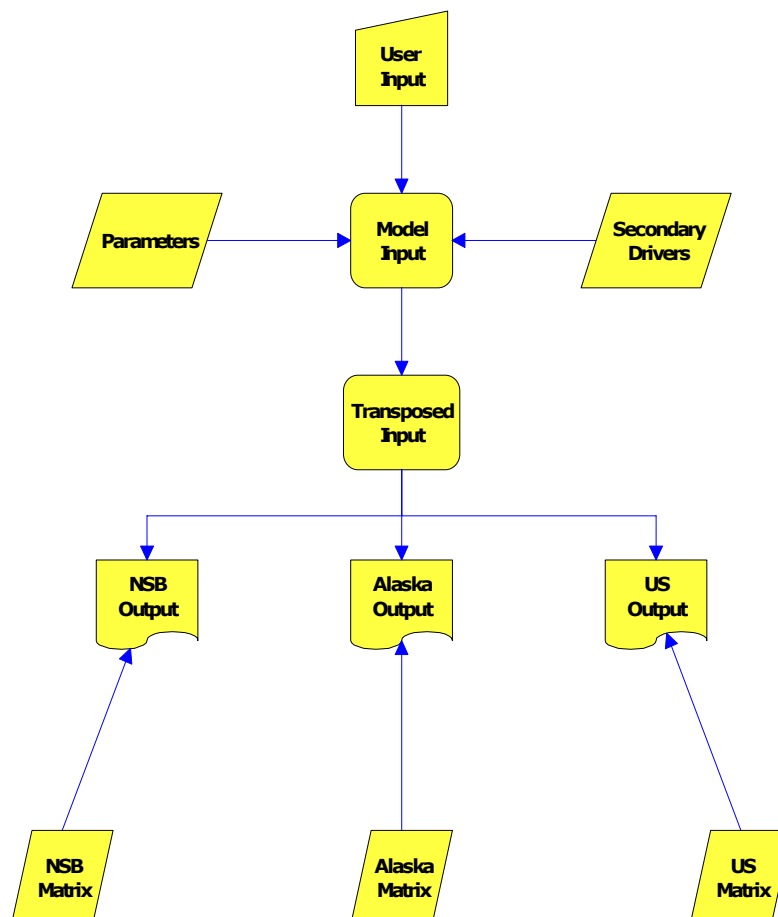 User
Input
Parameters
Model
Input
Secondary
Drivers
Transposed
Input
NSB
Output
Alaska
Output
US
Output
NSB
Matrix
Alaska
Matrix
US
Matrix